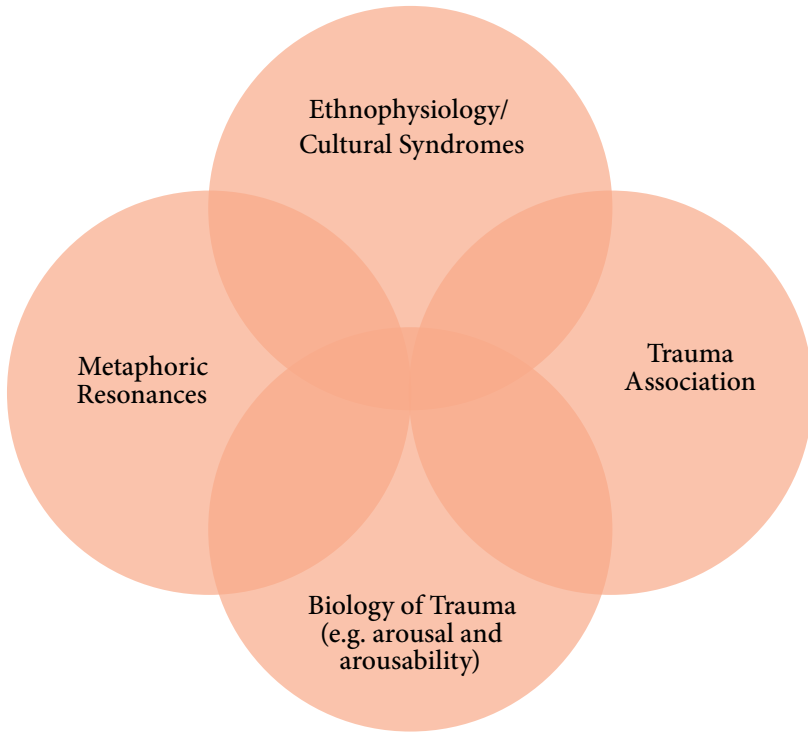 Ethnophysiology/
Cultural Syndromes
Metaphoric
Resonances
Trauma
Association
Biology of Trauma
(e.g. arousal and
arousability)